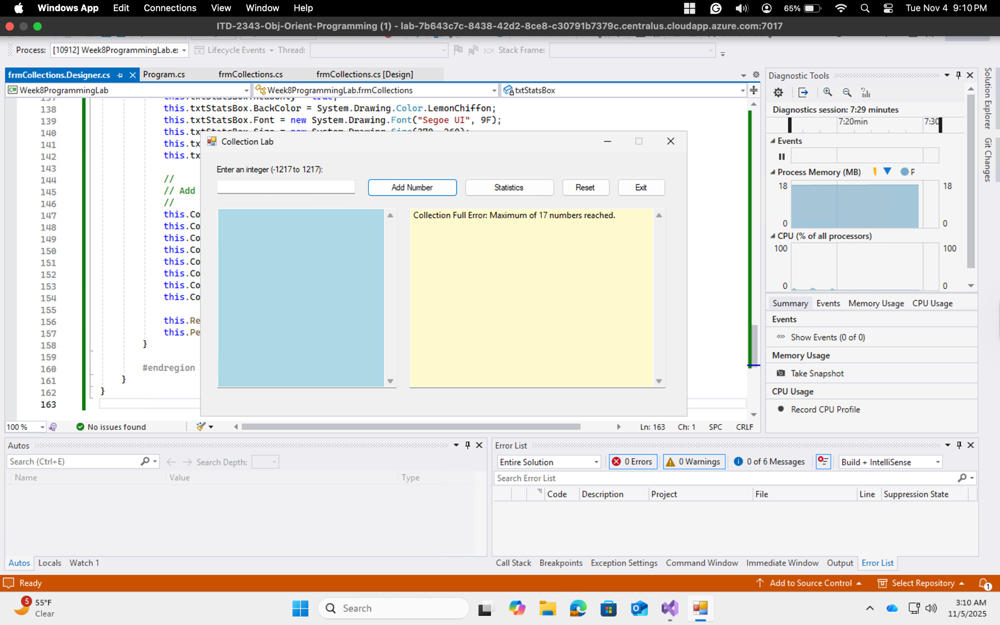 Windows App Edit Connections View Window Help 65% Tue Nov 4 9:10 PM
ITD-2343-Obj-Orient-Programming (1) - lab-7b643c7c-8438-42d2-8ce8-c30791b7379c.centralus.cloudapp.azure.com:7017
Process: [10912] Week8ProgrammingLab.e Lifecycle Events Thread: Stack Frame:
frmCollections.Designer.cs Program.cs frmCollections.cs frmCollections.cs [Design]
C# Week8ProgrammingLab Week8ProgrammingLab.frmCollections txtStatsBox
138 this.txtStatsBox.BackColor = System.Drawing.Color.LemonChiffon;
139 this.txtStatsBox.Font = new System.Drawing.Font("Segoe UI", 9F);
140 this.tx
141 this.tx
142 this.tx
143
144 //
145 // Add
146 //
147 this.Co
148 this.Co
149 this.Co
150 this.Co
151 this.Co
152 this.Co
153 this.Co
154 this.Co
155
156 this.Re
157 this.Pe
158 }
159
160 #endregion
161 }
162 }
163
Collection Lab
Enter an integer (-1217 to 1217):
Add Number Statistics Reset Exit
Collection Full Error: Maximum of 17 numbers reached.
100 % No issues found Ln: 163 Ch: 1 SPC CRLF
Diagnostic Tools
Diagnostics session: 7:29 minutes
7:20min 7:30
Events
Process Memory (MB) P
18 18
0 0
CPU (% of all processors)
100 100
0 0
Summary Events Memory Usage CPU Usage
Events
Show Events (0 of 0)
Memory Usage
Take Snapshot
CPU Usage
Record CPU Profile
Solution Explorer
Git Changes
Autos
Search (Ctrl+E) Search Depth:
Name Value Type
Autos Locals Watch 1
Error List
Entire Solution 0 Errors 0 Warnings 0 of 6 Messages Build + IntelliSense
Search Error List
Code Description Project File Line Suppression State
Call Stack Breakpoints Exception Settings Command Window Immediate Window Output Error List
Ready Add to Source Control Select Repository 1
5 55°F
Clear
Search
3:10 AM
11/5/2025